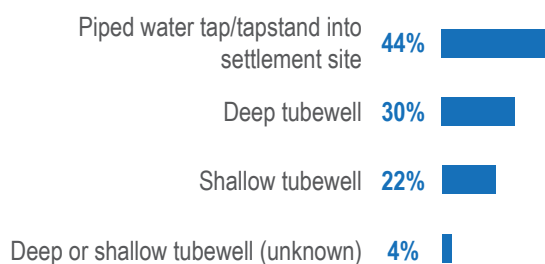 Piped water tap/tapstand into
settlement site 44%
Deep tubewell 30%
Shallow tubewell 22%
Deep or shallow tubewell (unknown) 4%